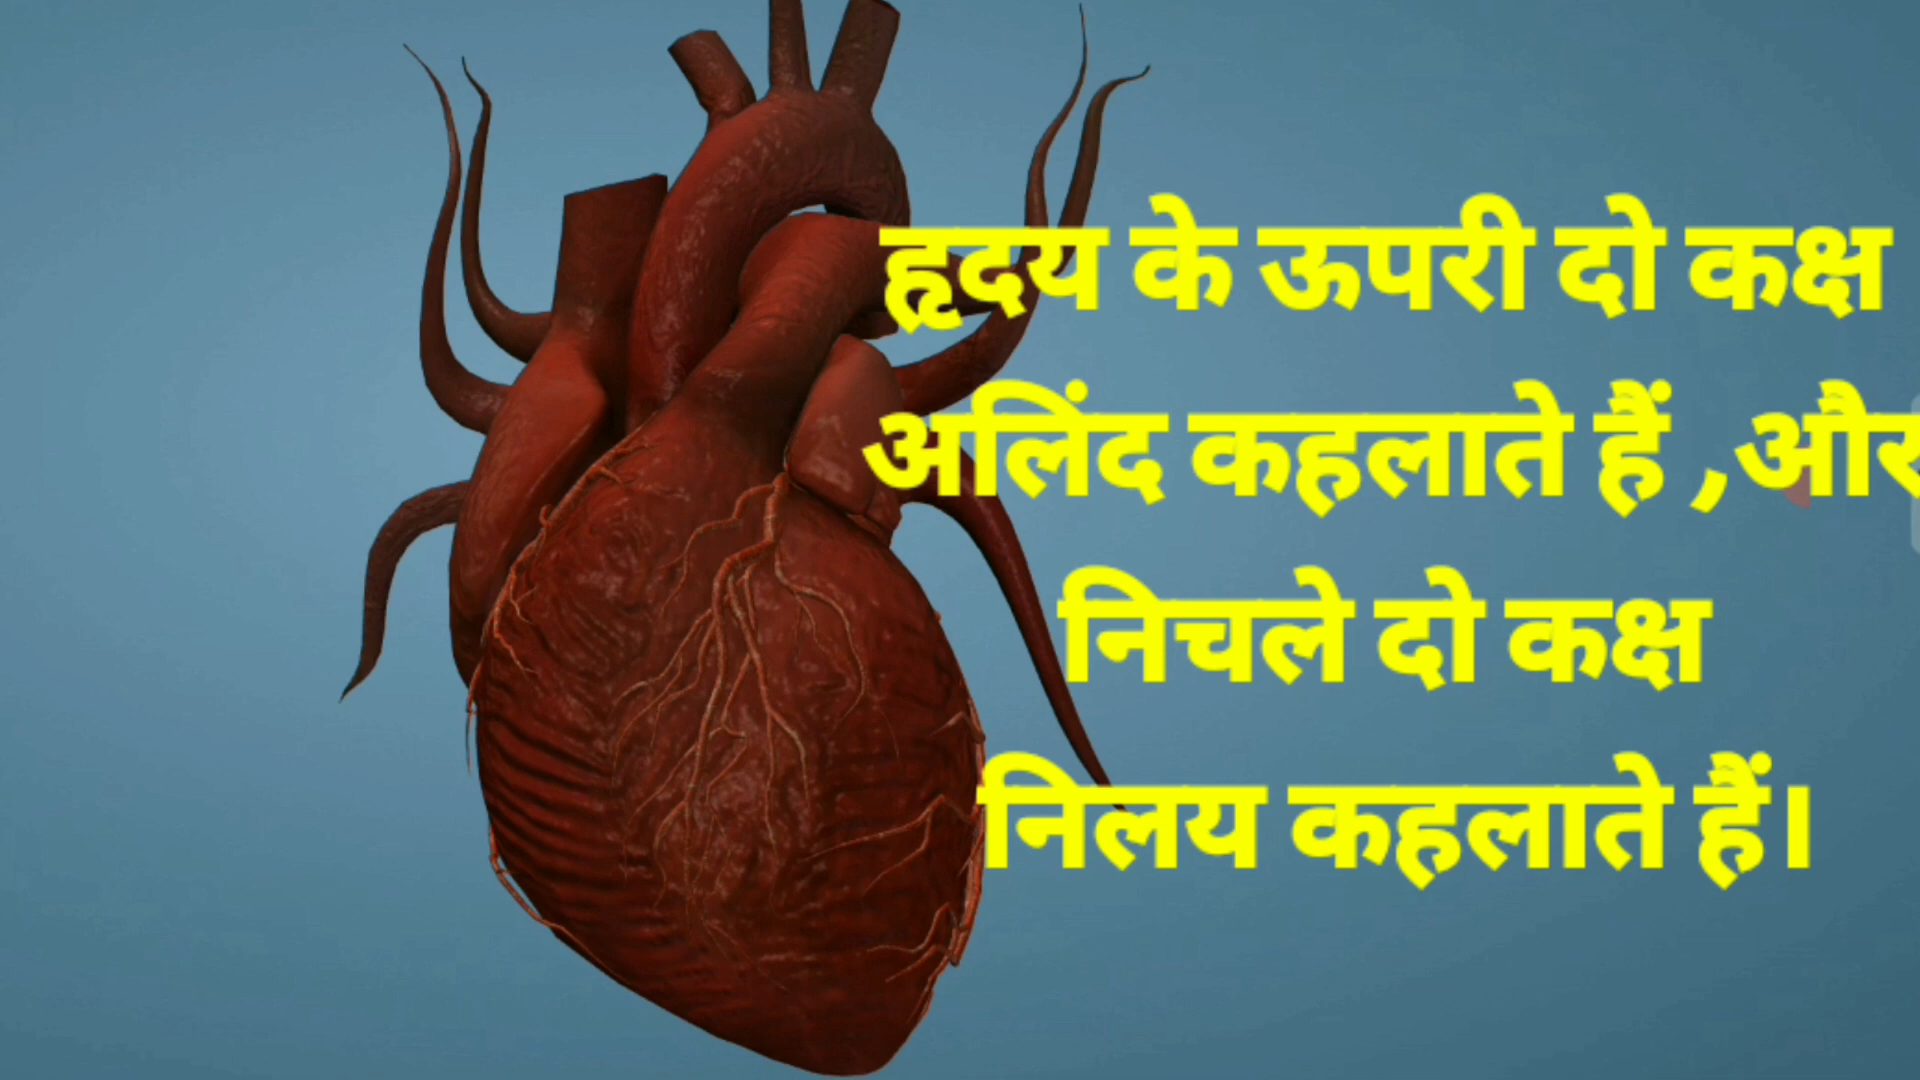 हृदय के ऊपरी दो कक्ष
अलिंद कहलाते हैं ,और
निचले दो कक्ष
निलय कहलाते हैं।